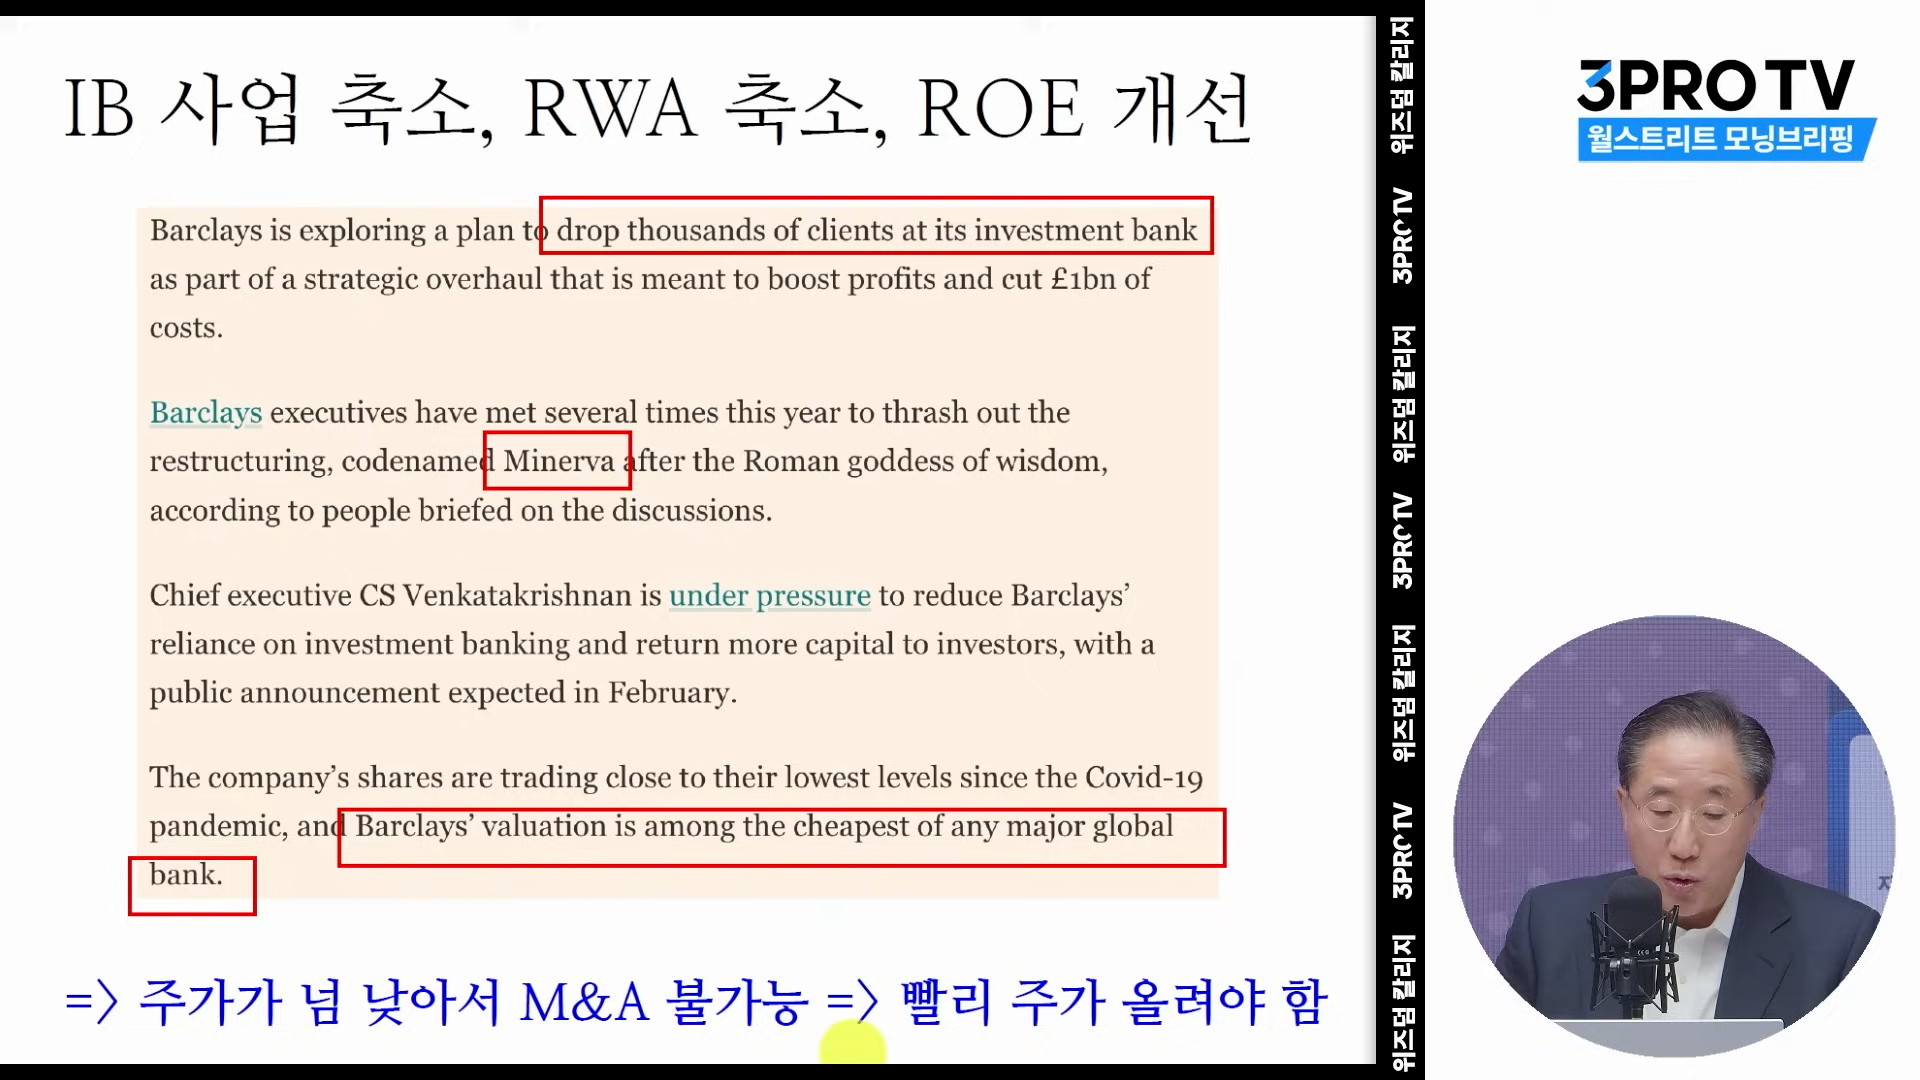 IB 사업 축소, RWA 축소, ROE 개선
Barclays is exploring a plan to drop thousands of clients at its investment bank
as part of a strategic overhaul that is meant to boost profits and cut £1bn of
costs.
Barclays executives have met several times this year to thrash out the
restructuring, codenamed Minerva after the Roman goddess of wisdom,
according to people briefed on the discussions.
Chief executive CS Venkatakrishnan is under pressure to reduce Barclays’
reliance on investment banking and return more capital to investors, with a
public announcement expected in February.
The company’s shares are trading close to their lowest levels since the Covid-19
pandemic, and Barclays’ valuation is among the cheapest of any major global
bank.
=> 주가가 넘 낮아서 M&A 불가능 => 빨리 주가 올려야 함
위즈덤 칼리지
3PROTV
위즈덤 칼리지
3PROTV
위즈덤 칼리지
3PROTV
위즈덤 칼리지
3PROTV
월스트리트 모닝브리핑